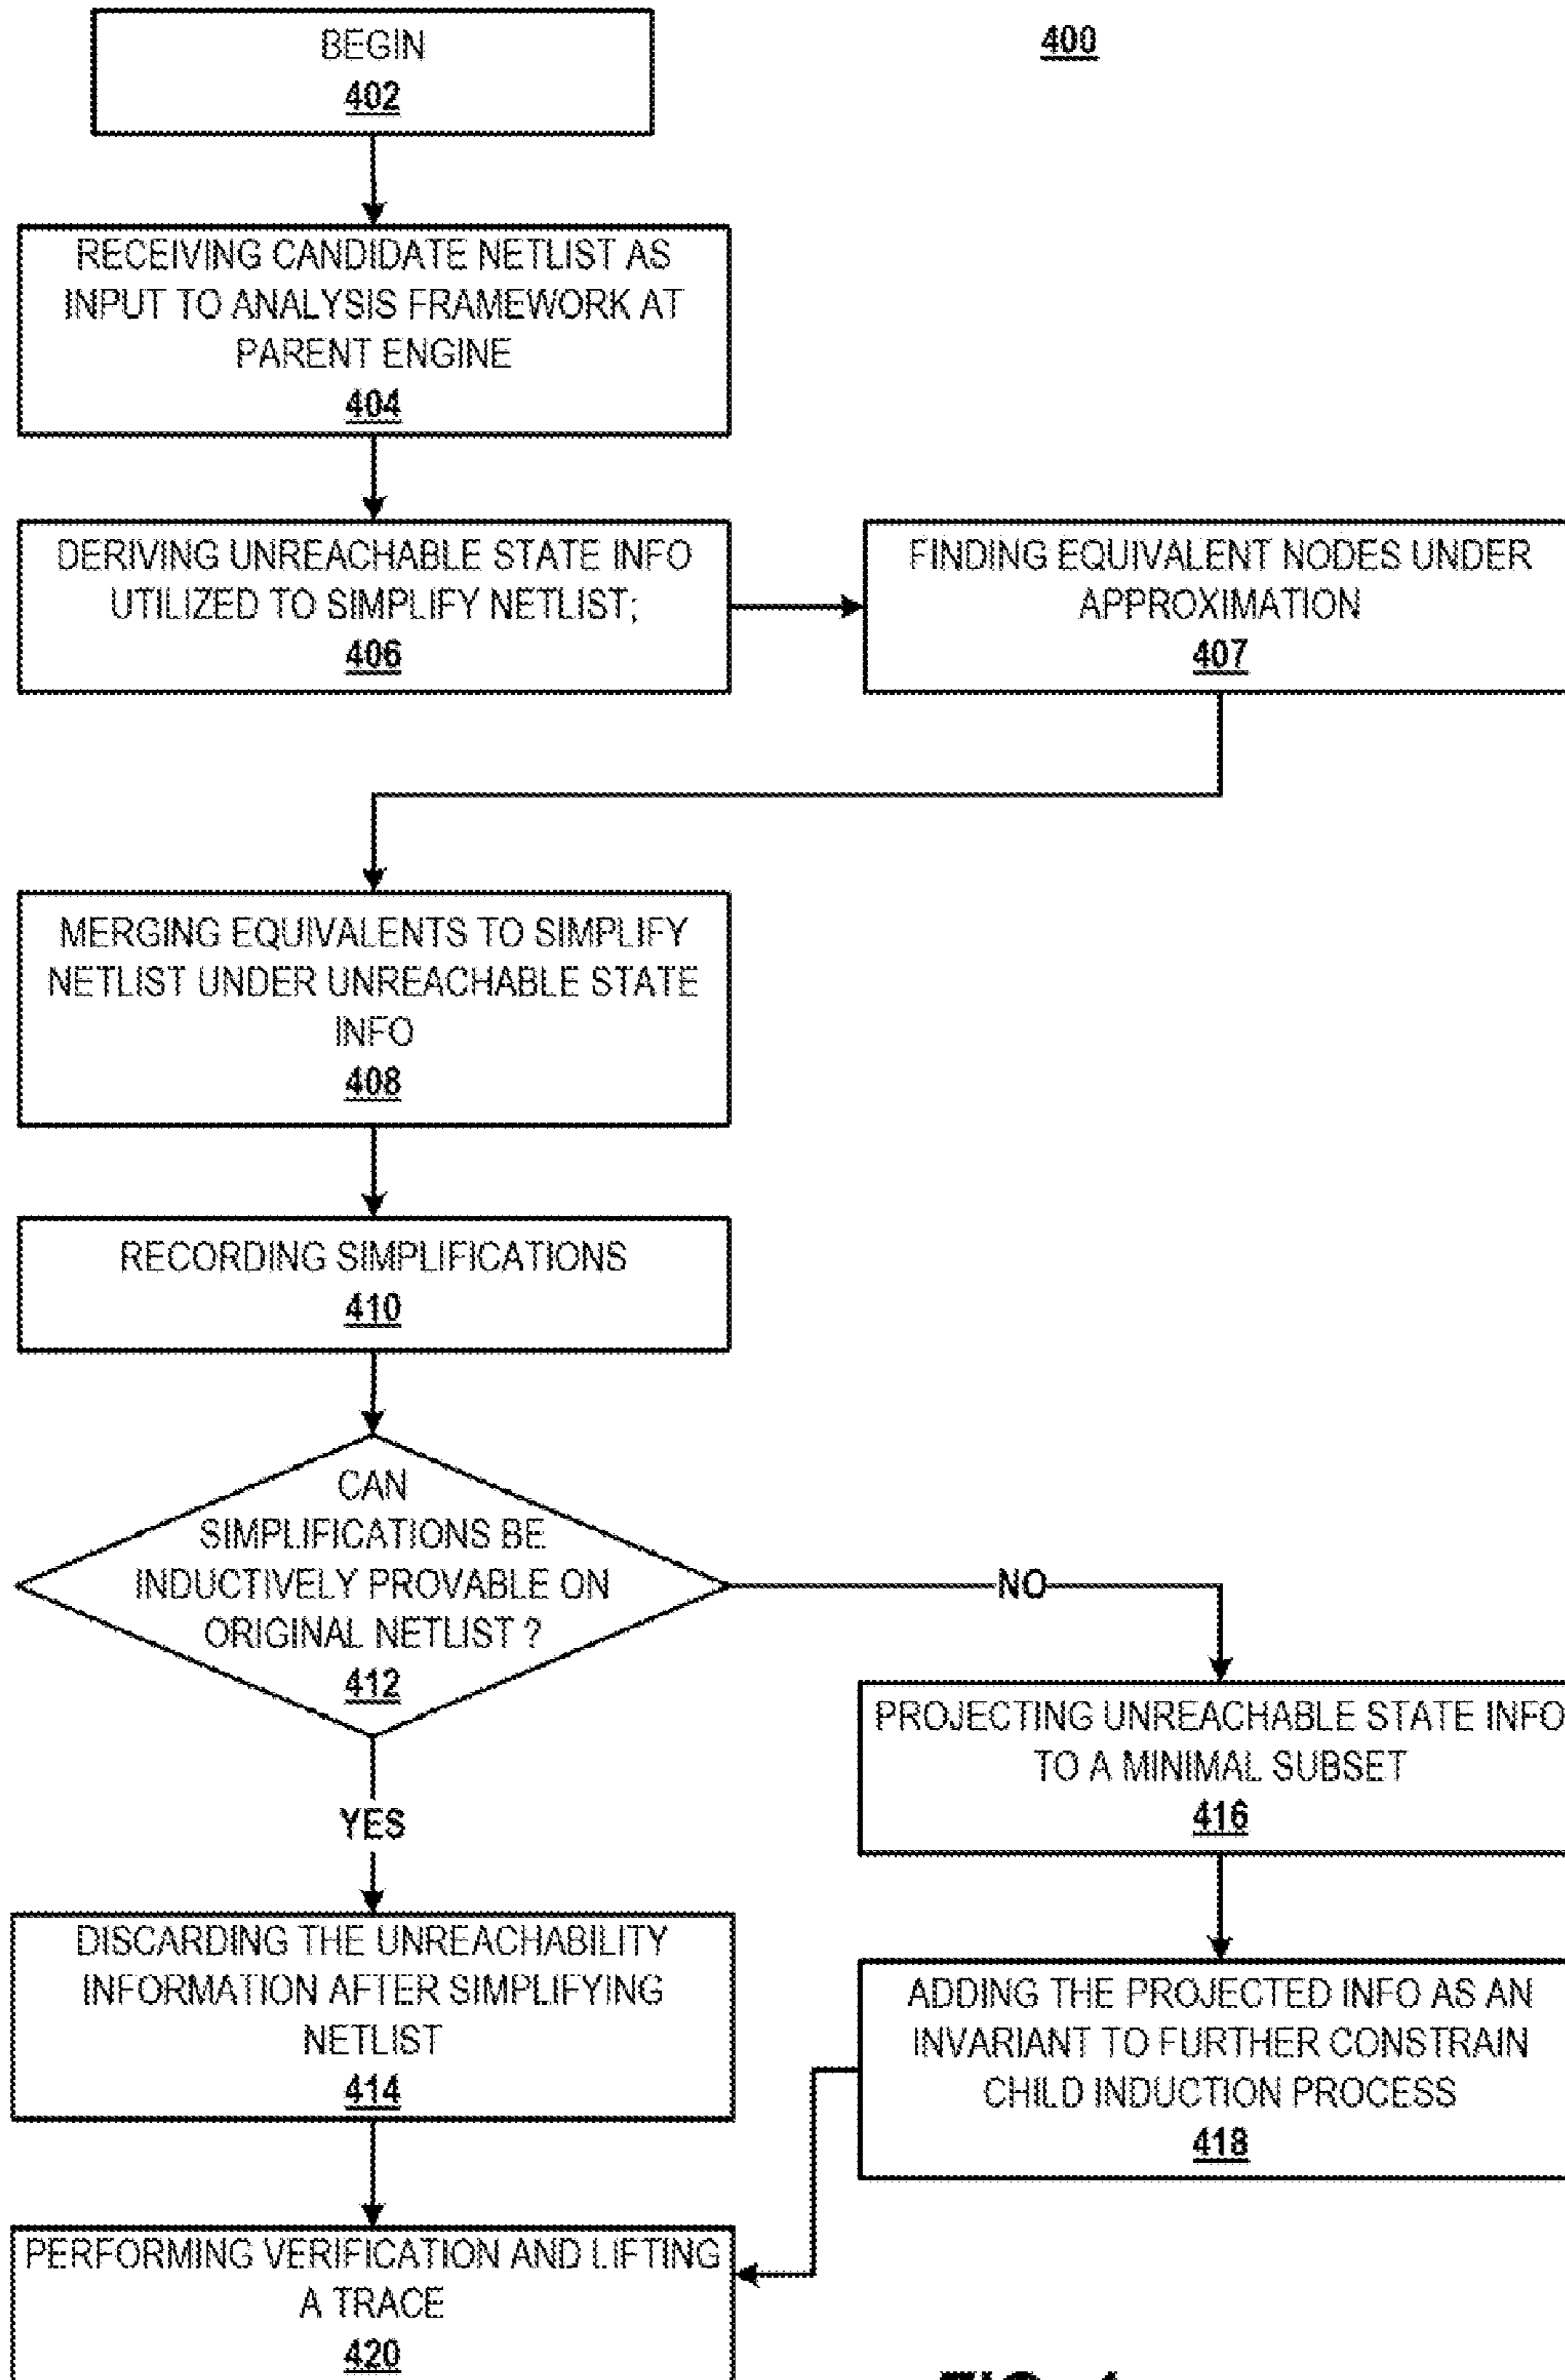 400
BEGIN
402
RECEIVING CANDIDATE NETLIST AS
INPUT TO ANALYSIS FRAMEWORK AT
PARENT ENGINE
404
DERIVING UNREACHABLE STATE INFO
UTILIZED TO SIMPLIFY NETLIST;
406
FINDING EQUIVALENT NODES UNDER
APPROXIMATION
407
MERGING EQUIVALENTS TO SIMPLIFY
NETLIST UNDER UNREACHABLE STATE
INFO
408
RECORDING SIMPLIFICATIONS
410
CAN
SIMPLIFICATIONS BE
INDUCTIVELY PROVABLE ON
ORIGINAL NETLIST ?
412
NO
YES
PROJECTING UNREACHABLE STATE INFO
TO A MINIMAL SUBSET
416
DISCARDING THE UNREACHABILITY
INFORMATION AFTER SIMPLIFYING
NETLIST
414
ADDING THE PROJECTED INFO AS AN
INVARIANT TO FURTHER CONSTRAIN
CHILD INDUCTION PROCESS
418
PERFORMING VERIFICATION AND LIFTING
A TRACE
420